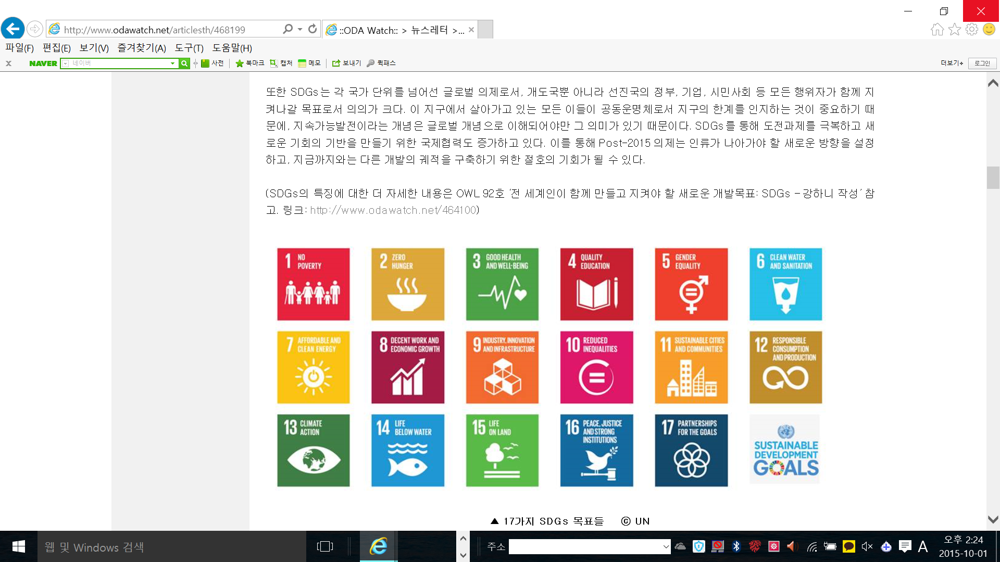 http://www.odawatch.net/articlesth/468199
::ODA Watch:: > 뉴스레터 >...
파일(F) 편집(E) 보기(V) 즐겨찾기(A) 도구(T) 도움말(H)
x NAVER 네이버 사전 북마크 캡처 메모 보내기 퀵패스 더보기+ 로그인
또한 SDGs는 각 국가 단위를 넘어선 글로벌 의제로서, 개도국뿐 아니라 선진국의 정부, 기업, 시민사회 등 모든 행위자가 함께 지
켜나갈 목표로서 의의가 크다. 이 지구에서 살아가고 있는 모든 이들이 공동운명체로서 지구의 한계를 인지하는 것이 중요하기 때
문에, 지속가능발전이라는 개념은 글로벌 개념으로 이해되어야만 그 의미가 있기 때문이다. SDGs를 통해 도전과제를 극복하고 새
로운 기회의 기반을 만들기 위한 국제협력도 증가하고 있다. 이를 통해 Post-2015 의제는 인류가 나아가야 할 새로운 방향을 설정
하고, 지금까지와는 다른 개발의 궤적을 구축하기 위한 절호의 기회가 될 수 있다.
(SDGs의 특징에 대한 더 자세한 내용은 OWL 92호 '전 세계인이 함께 만들고 지켜야 할 새로운 개발목표: SDGs - 강하니 작성' 참
고. 링크: http://www.odawatch.net/464100)
1 NO
POVERTY
2 ZERO
HUNGER
3 GOOD HEALTH
AND WELL-BEING
4 QUALITY
EDUCATION
5 GENDER
EQUALITY
6 CLEAN WATER
AND SANITATION
7 AFFORDABLE AND
CLEAN ENERGY
8 DECENT WORK AND
ECONOMIC GROWTH
9 INDUSTRY, INNOVATION
AND INFRASTRUCTURE
10 REDUCED
INEQUALITIES
11 SUSTAINABLE CITIES
AND COMMUNITIES
12 RESPONSIBLE
CONSUMPTION
AND PRODUCTION
13 CLIMATE
ACTION
14 LIFE
BELOW WATER
15 LIFE
ON LAND
16 PEACE, JUSTICE
AND STRONG
INSTITUTIONS
17 PARTNERSHIPS
FOR THE GOALS
SUSTAINABLE
DEVELOPMENT
GOALS
▲ 17가지 SDGs 목표들 ⓒ UN
웹 및 Windows 검색
주소
A
오후 2:24
2015-10-01